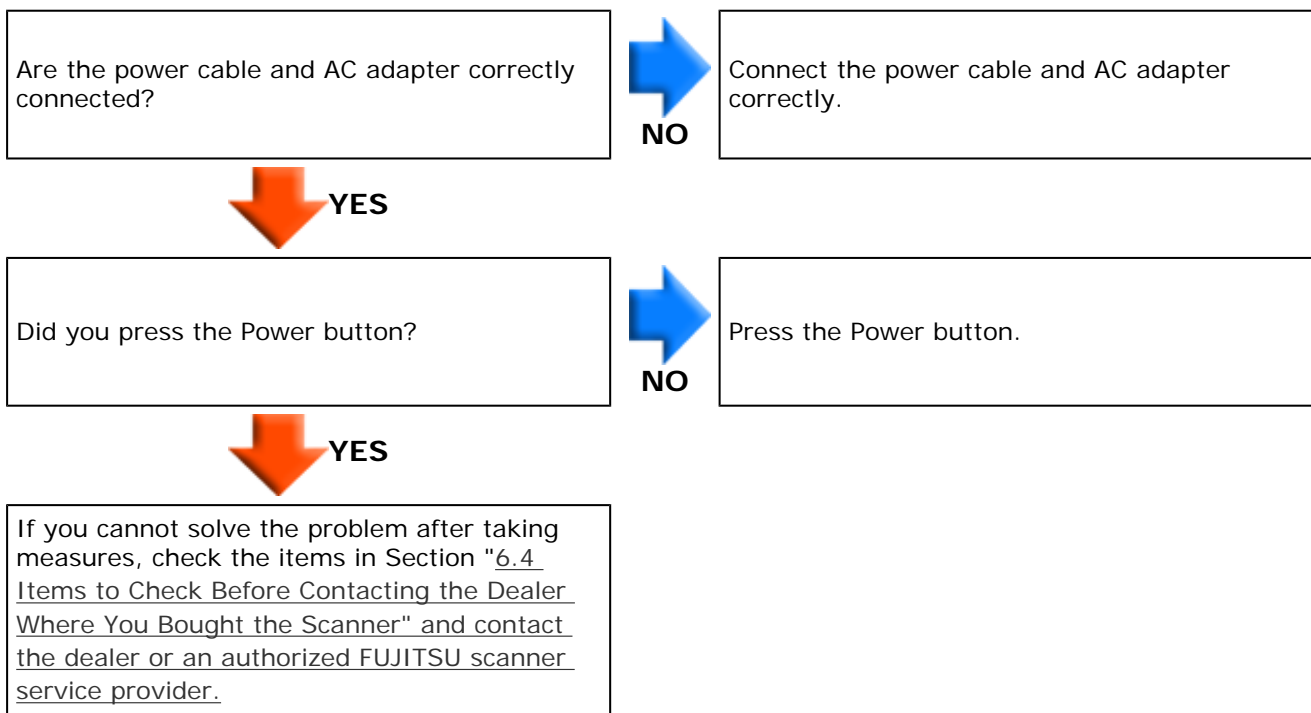 Are the power cable and AC adapter correctly
connected?
NO
Connect the power cable and AC adapter
correctly.
YES
Did you press the Power button?
NO
Press the Power button.
YES
If you cannot solve the problem after taking
measures, check the items in Section "6.4
Items to Check Before Contacting the Dealer
Where You Bought the Scanner" and contact
the dealer or an authorized FUJITSU scanner
service provider.